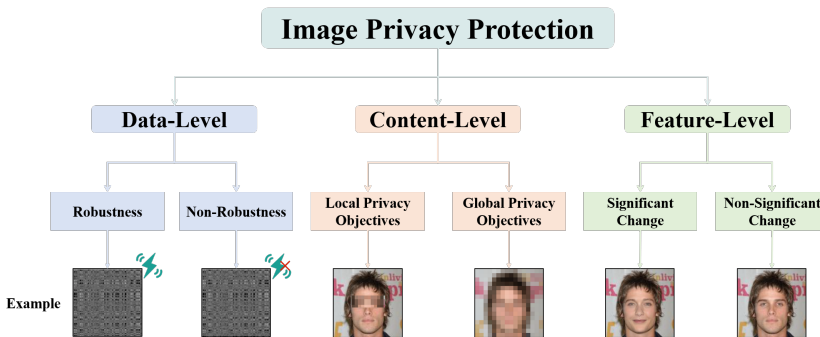 Image Privacy Protection
Data-Level
Content-Level
Feature-Level
Robustness
Non-Robustness
Local Privacy
Objectives
Global Privacy
Objectives
Significant
Change
Non-Significant
Change
Example